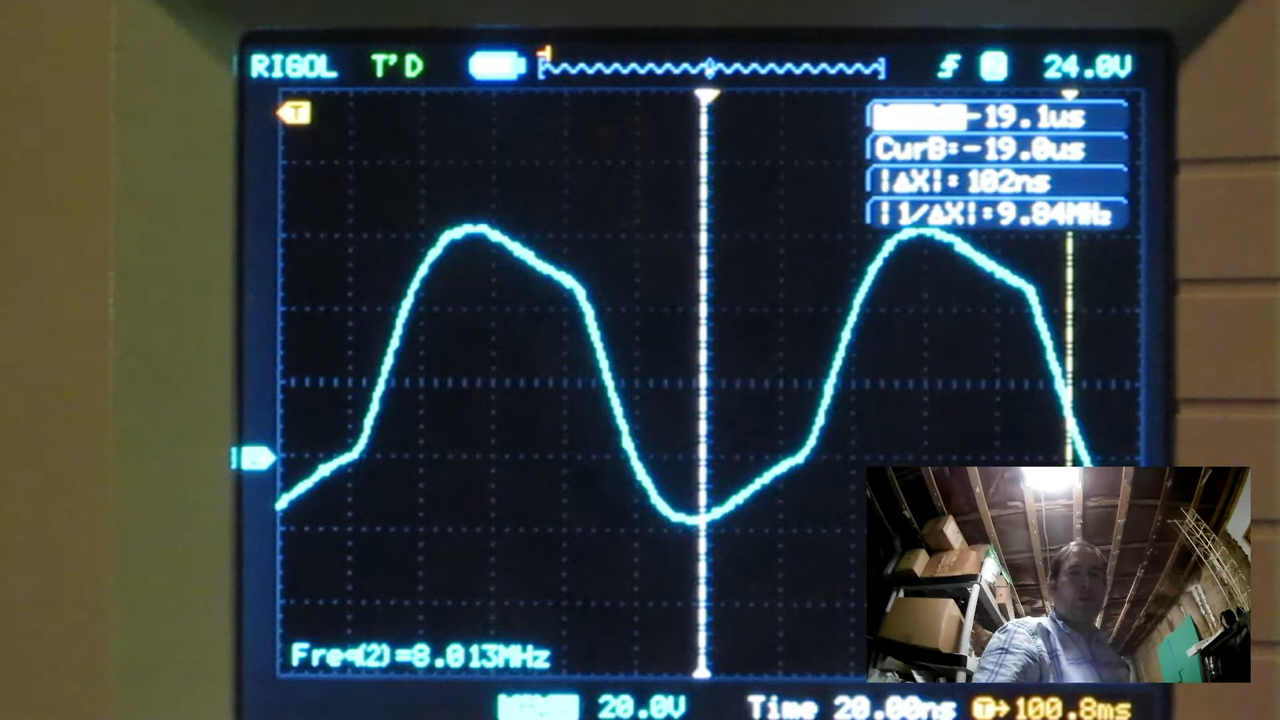 RIGOL T'D 24.0V
-19.1us
CurB:-19.0us
|ΔX|: 102ns
|1/ΔX|:9.84MHz
Freq(2)=8.013MHz
20.0V Time 20.00ns T→100.8ms